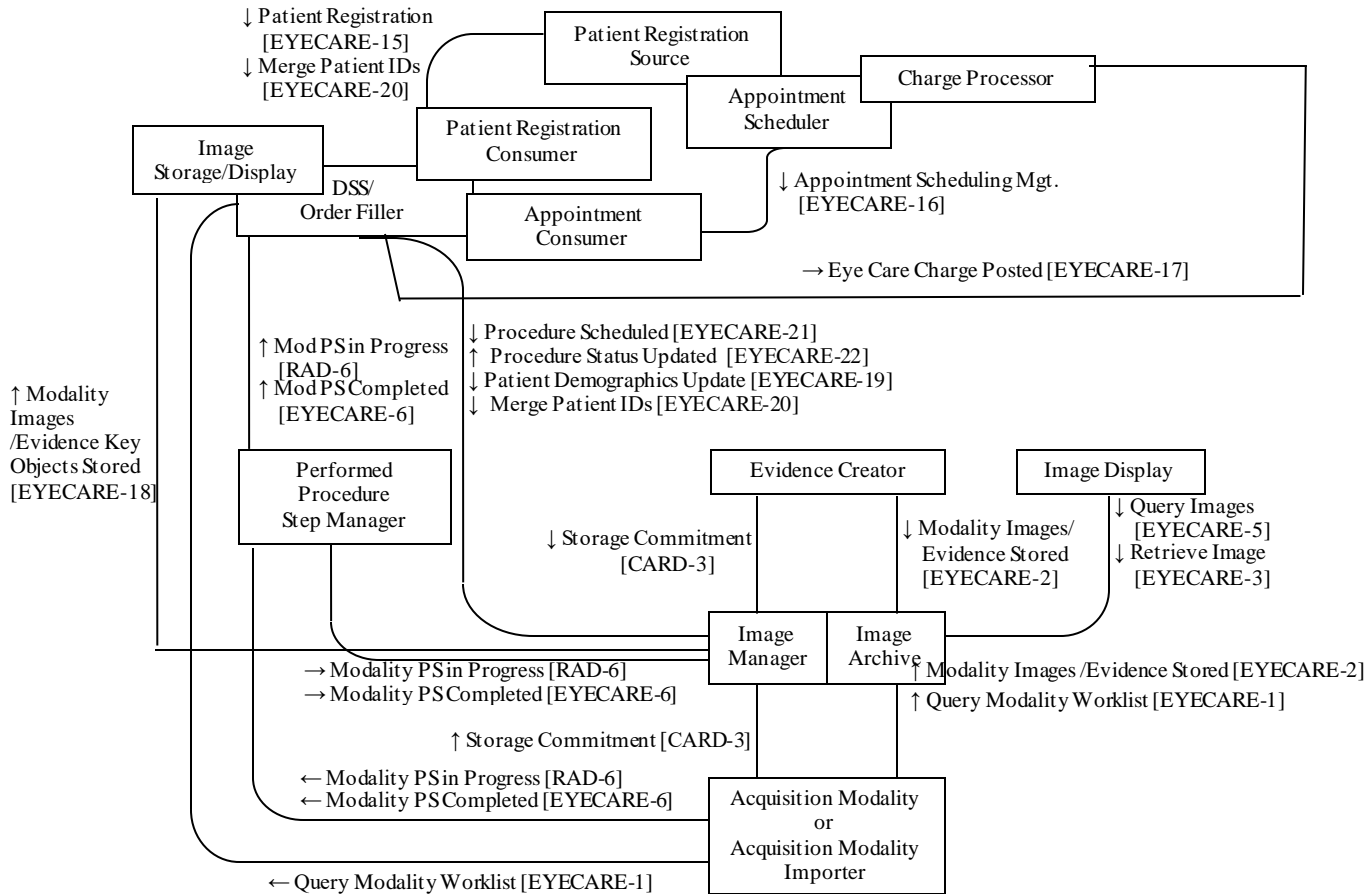 ↓ Patient Registration
[EYECARE-15]
↓ Merge Patient IDs
[EYECARE-20]
Patient Registration
Source
Charge Processor
Appointment
Scheduler
Patient Registration
Consumer
Image
Storage/Display
DSS/
Order Filler
Appointment
Consumer
↓ Appointment Scheduling Mgt.
[EYECARE-16]
→ Eye Care Charge Posted [EYECARE-17]
↑ Mod PS in Progress
[RAD-6]
↑ Mod PS Completed
[EYECARE-6]
↓ Procedure Scheduled [EYECARE-21]
↑ Procedure Status Updated [EYECARE-22]
↓ Patient Demographics Update [EYECARE-19]
↓ Merge Patient IDs [EYECARE-20]
↑ Modality
Images
/Evidence Key
Objects Stored
[EYECARE-18]
Performed
Procedure
Step Manager
Evidence Creator
Image Display
↓ Storage Commitment
[CARD-3]
↓ Modality Images/
Evidence Stored
[EYECARE-2]
↓ Query Images
[EYECARE-5]
↓ Retrieve Image
[EYECARE-3]
Image
Manager
Image
Archive
→ Modality PS in Progress [RAD-6]
→ Modality PS Completed [EYECARE-6]
↑ Modality Images /Evidence Stored [EYECARE-2]
↑ Query Modality Worklist [EYECARE-1]
↑ Storage Commitment [CARD-3]
← Modality PS in Progress [RAD-6]
← Modality PS Completed [EYECARE-6]
Acquisition Modality
or
Acquisition Modality
Importer
← Query Modality Worklist [EYECARE-1]